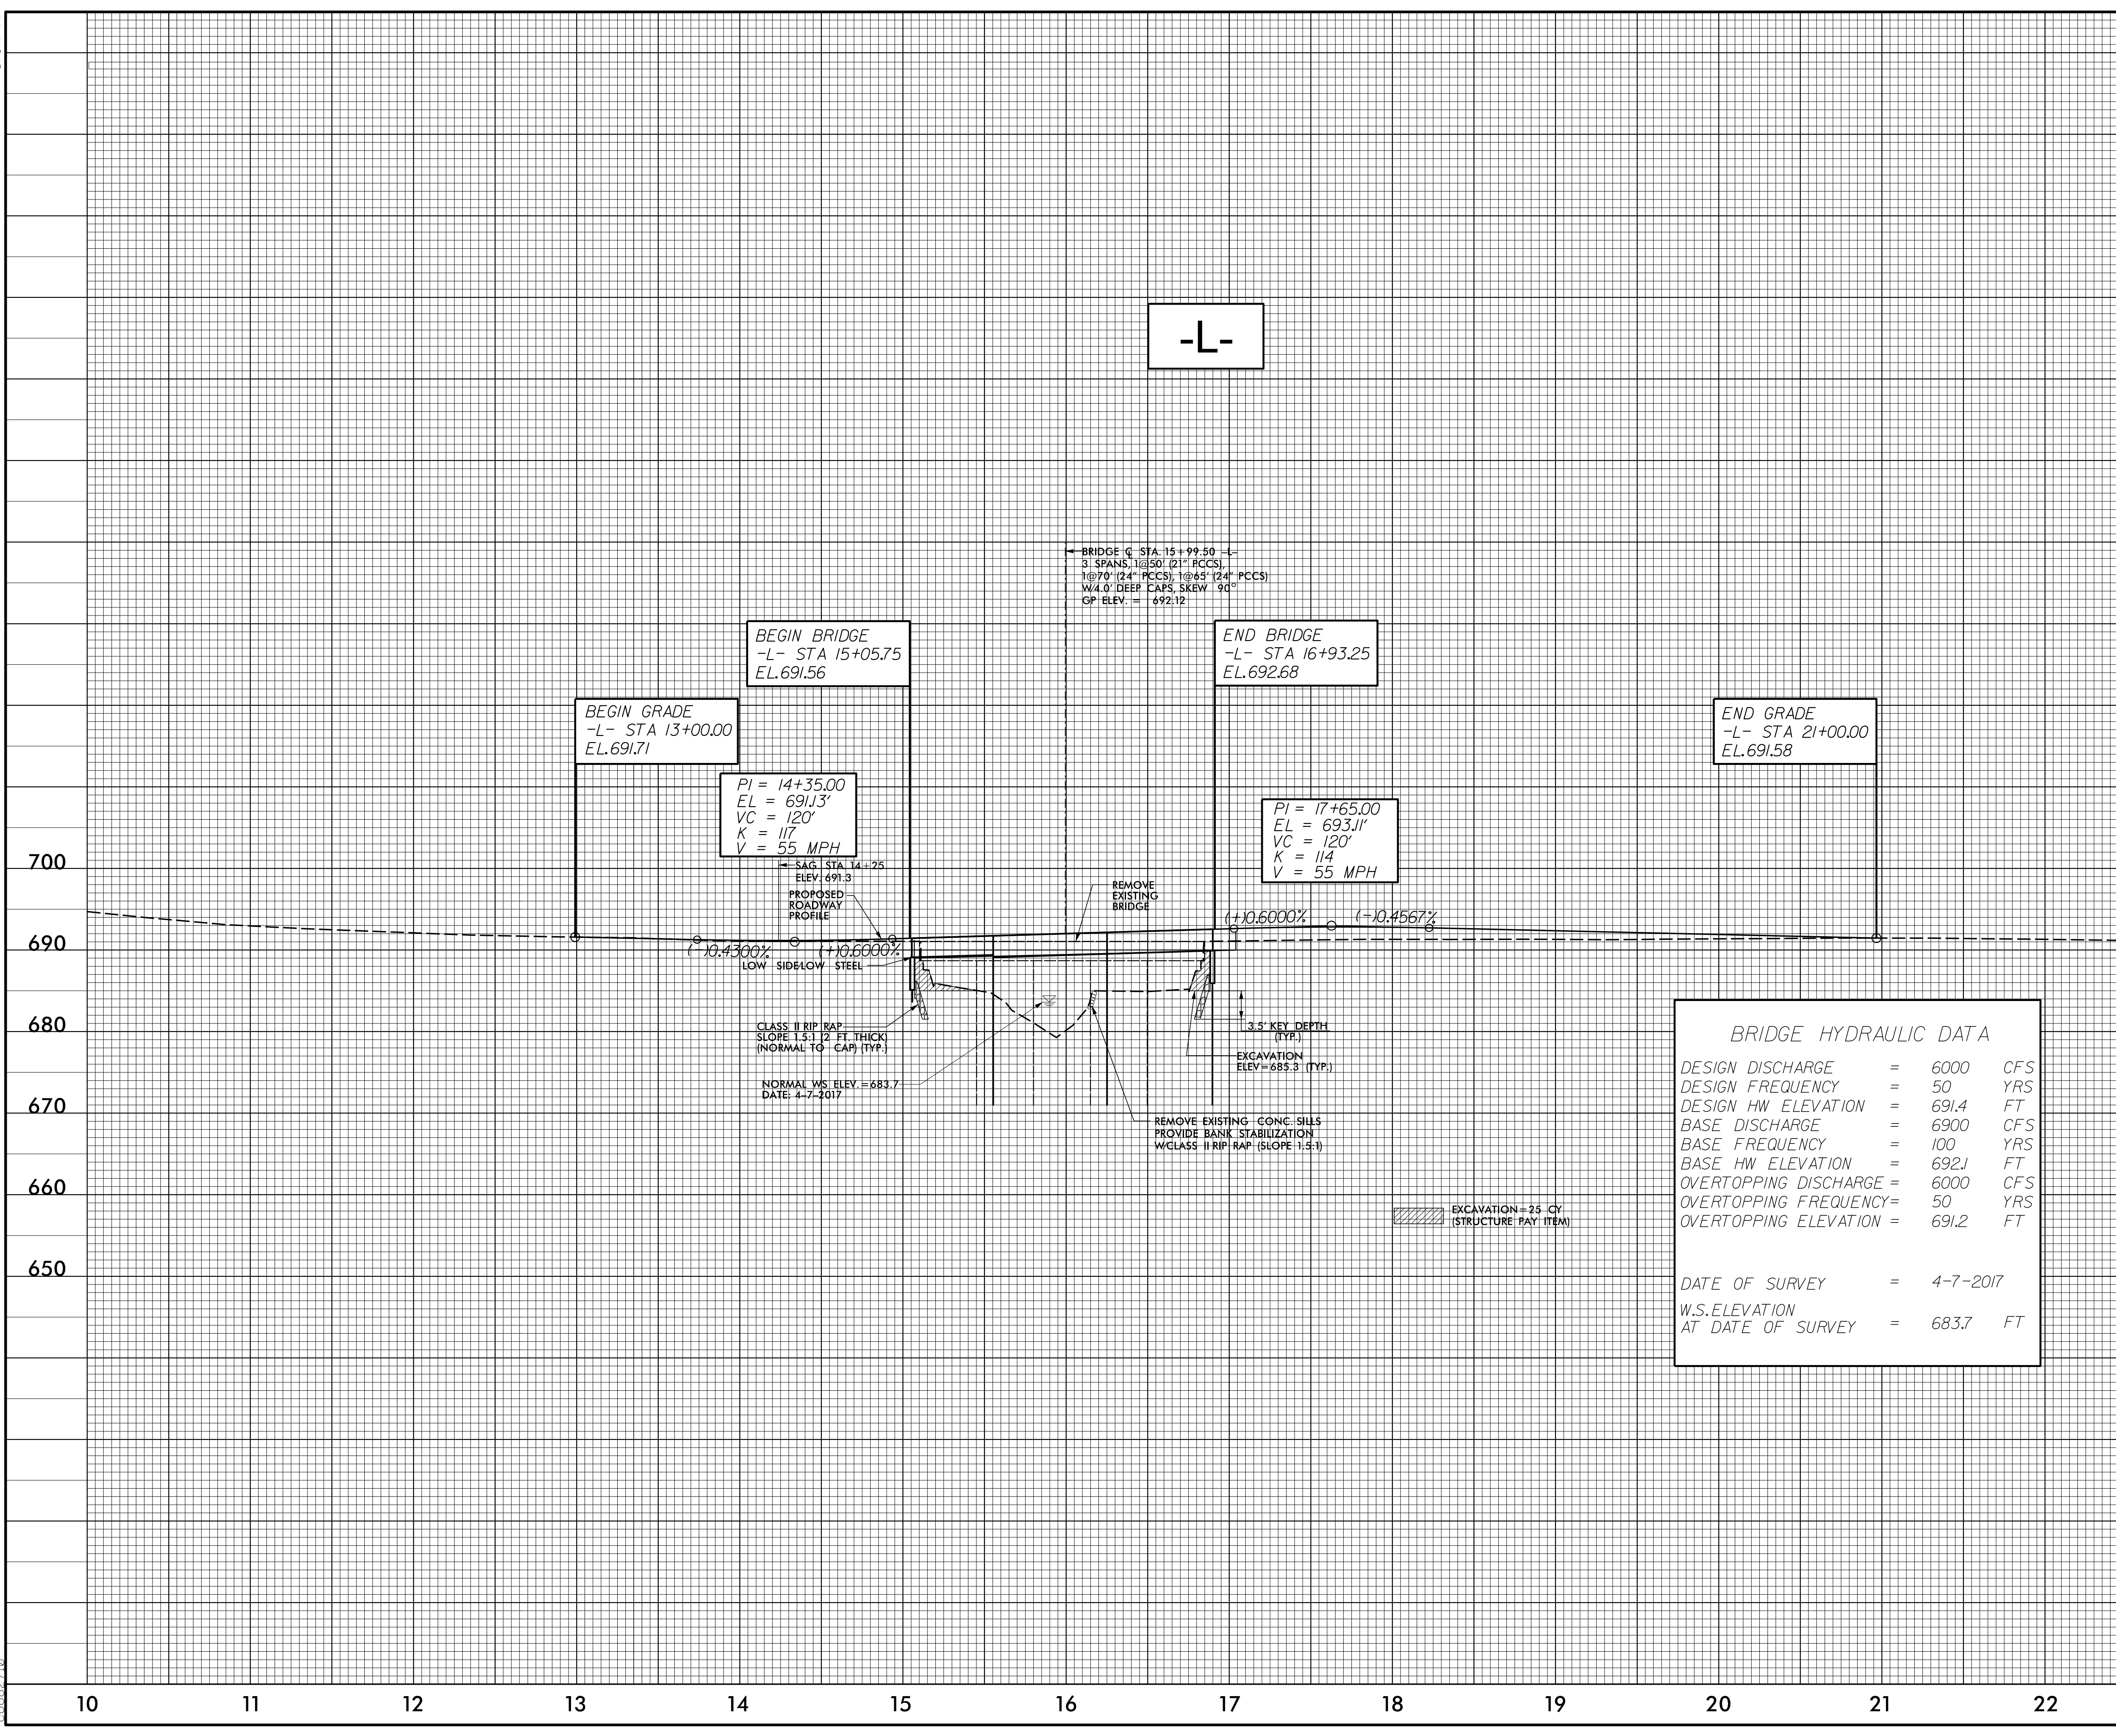 -L-
BRIDGE ℄ STA. 15+99.50 -L-
3 SPANS, 1@50' (21" PCCS),
1@70' (24" PCCS), 1@65' (24" PCCS)
W/4.0' DEEP CAPS, SKEW 90°
GP ELEV. = 692.12
BEGIN BRIDGE
-L- STA 15+05.75
EL.691.56
END BRIDGE
-L- STA 16+93.25
EL.692.68
BEGIN GRADE
-L- STA 13+00.00
EL.691.71
END GRADE
-L- STA 21+00.00
EL.691.58
PI = 14+35.00
EL = 691.13'
VC = 120'
K = 117
V = 55 MPH
PI = 17+65.00
EL = 693.11'
VC = 120'
K = 114
V = 55 MPH
SAG STA. 14+25
ELEV. 691.3
PROPOSED
ROADWAY
PROFILE
REMOVE
EXISTING
BRIDGE
(+)0.6000%
(-)0.4567%
(-)0.4300%
(+)0.6000%
LOW SIDE/LOW STEEL
CLASS II RIP RAP
SLOPE 1.5:1 (2 FT. THICK)
(NORMAL TO CAP) (TYP.)
3.5' KEY DEPTH
(TYP.)
EXCAVATION
ELEV=685.3 (TYP.)
NORMAL WS ELEV.=683.7
DATE: 4-7-2017
REMOVE EXISTING CONC. SILLS
PROVIDE BANK STABILIZATION
W/CLASS II RIP RAP (SLOPE 1.5:1)
EXCAVATION=25 CY
(STRUCTURE PAY ITEM)
BRIDGE HYDRAULIC DATA
DESIGN DISCHARGE = 6000 CFS
DESIGN FREQUENCY = 50 YRS
DESIGN HW ELEVATION = 691.4 FT
BASE DISCHARGE = 6900 CFS
BASE FREQUENCY = 100 YRS
BASE HW ELEVATION = 692.1 FT
OVERTOPPING DISCHARGE = 6000 CFS
OVERTOPPING FREQUENCY= 50 YRS
OVERTOPPING ELEVATION = 691.2 FT
DATE OF SURVEY = 4-7-2017
W.S.ELEVATION
AT DATE OF SURVEY = 683.7 FT
700
690
680
670
660
650
10 11 12 13 14 15 16 17 18 19 20 21 22